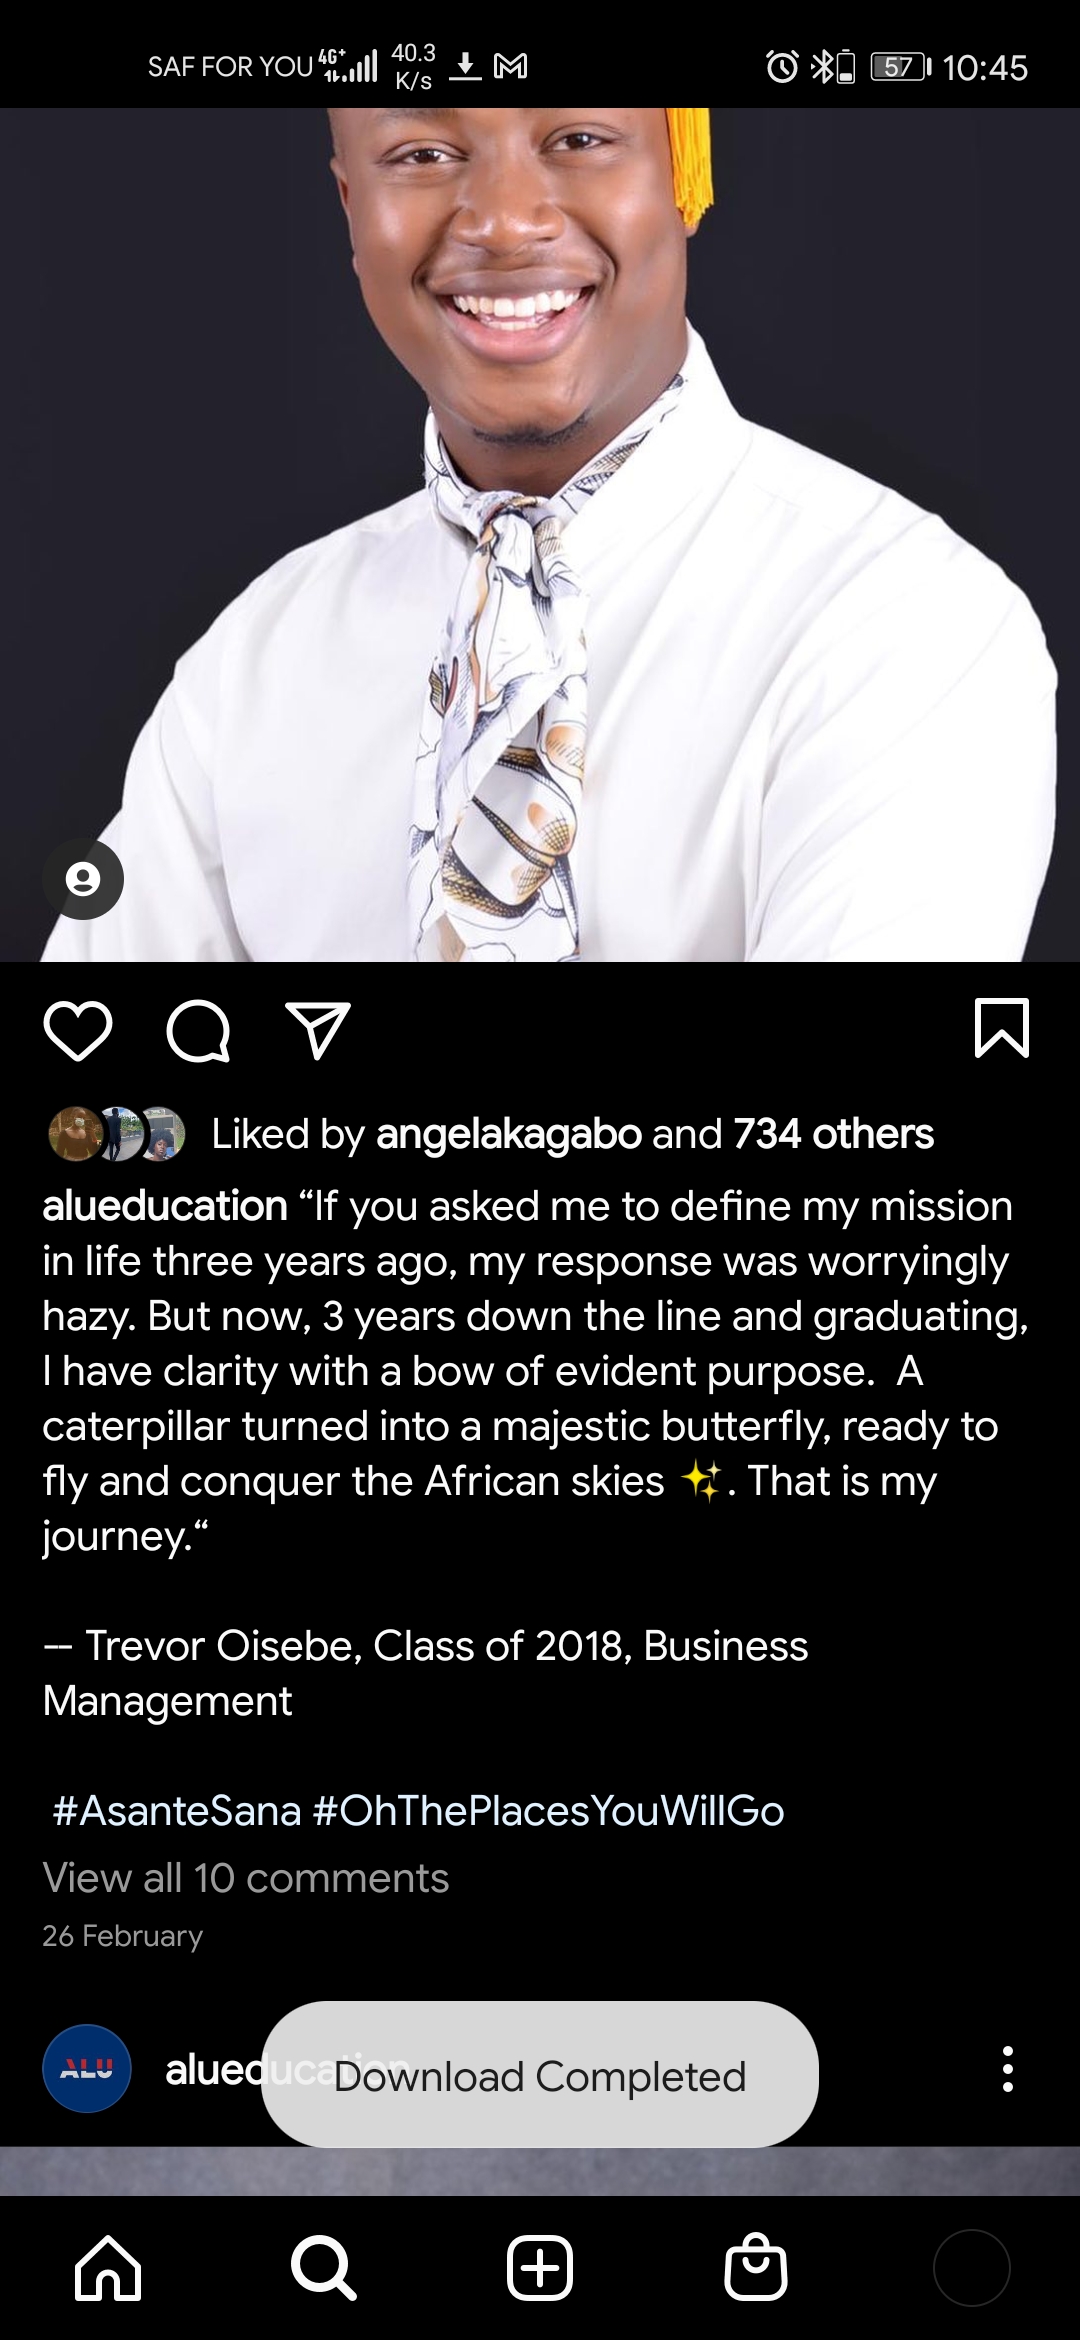 SAF FOR YOU 4G+ 40.3 K/s 57 10:45
Liked by angelakagabo and 734 others
alueducation “If you asked me to define my mission
in life three years ago, my response was worryingly
hazy. But now, 3 years down the line and graduating,
I have clarity with a bow of evident purpose.  A
caterpillar turned into a majestic butterfly, ready to
fly and conquer the African skies ✨. That is my
journey.“
-- Trevor Oisebe, Class of 2018, Business
Management
#AsanteSana #OhThePlacesYouWillGo
View all 10 comments
26 February
ALU alueducation
Download Completed